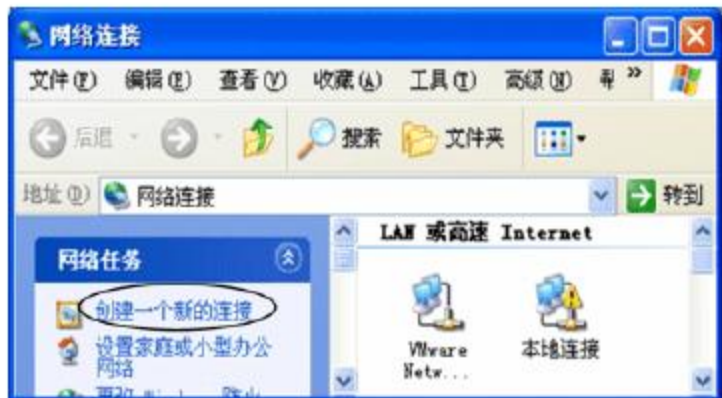 网络连接
文件(F) 编辑(E) 查看(V) 收藏(A) 工具(T) 高级(N) »
后退 搜索 文件夹
地址(D) 网络连接 转到
网络任务
创建一个新的连接
设置家庭或小型办公
网络
LAN 或高速 Internet
VMware
Netw...
本地连接